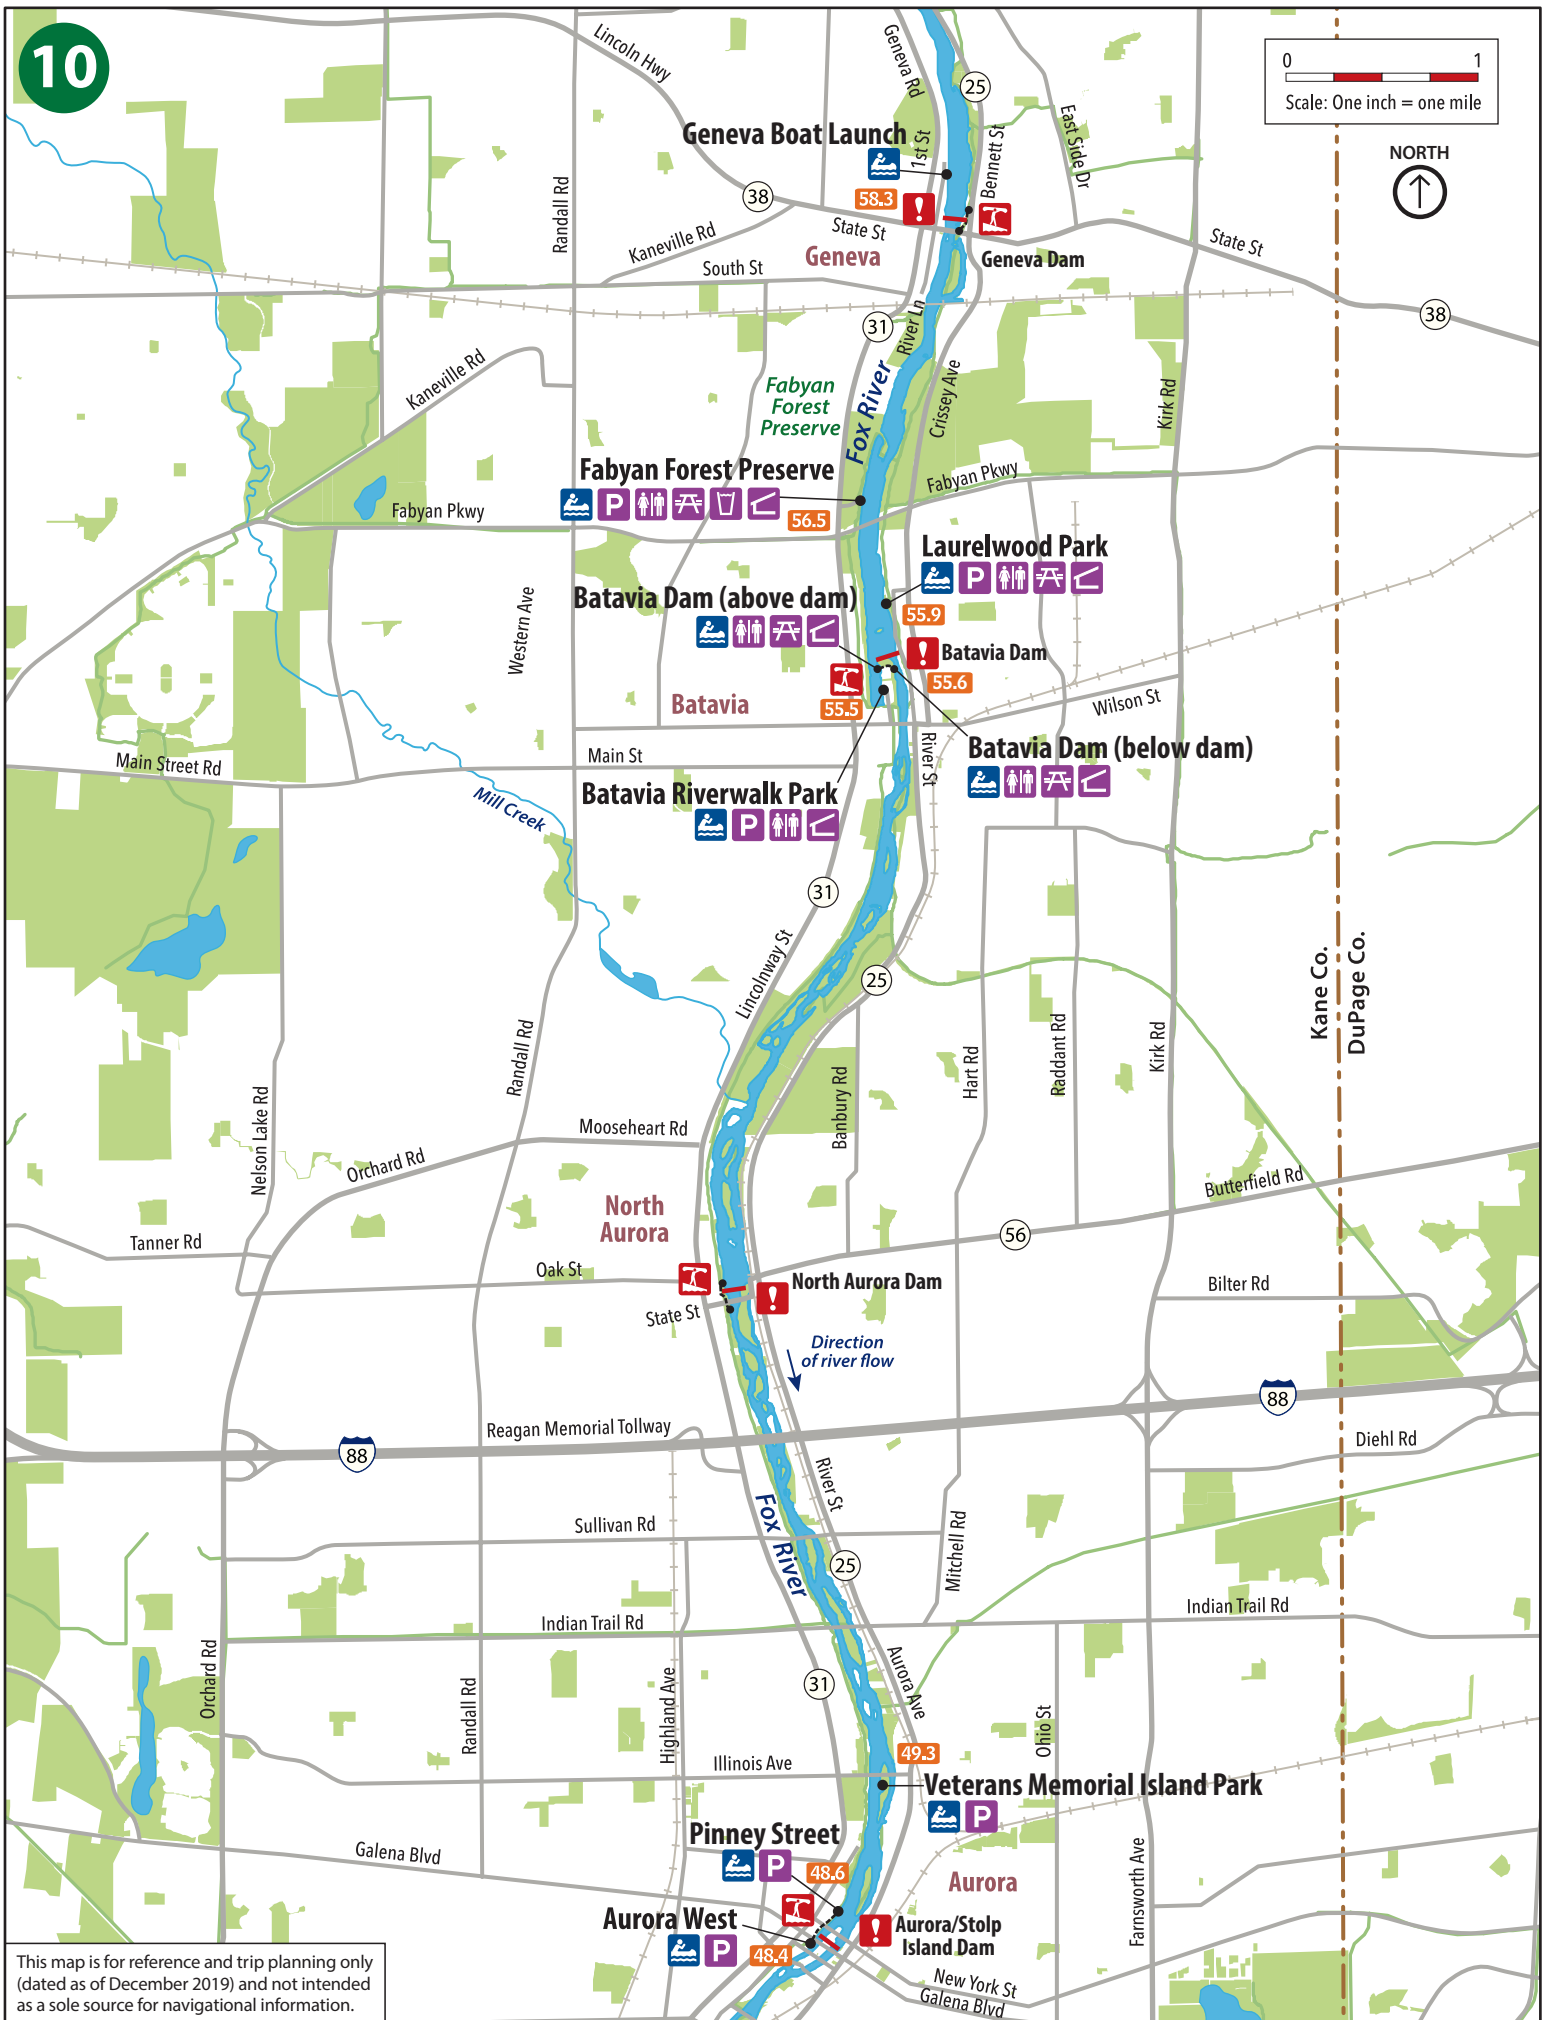 10
Lincoln Hwy
Geneva Rd
25
0 1
Scale: One inch = one mile
NORTH
East Side Dr
Geneva Boat Launch
1st St
Bennett St
Randall Rd
38
58.3
!
State St
Kaneville Rd
Geneva
South St
Geneva Dam
State St
38
31
River Ln
Kaneville Rd
Fabyan
Forest
Preserve
Fox River
Crissey Ave
Kirk Rd
Fabyan Forest Preserve
P
56.5
Fabyan Pkwy
Fabyan Pkwy
Laurelwood Park
P
55.9
Western Ave
Batavia Dam (above dam)
!
Batavia Dam
55.6
55.5
Batavia
Wilson St
River St
Batavia Dam (below dam)
Main Street Rd
Main St
Mill Creek
Batavia Riverwalk Park
P
31
Lincolnway St
25
Kane Co.
DuPage Co.
Randall Rd
Nelson Lake Rd
Banbury Rd
Hart Rd
Raddant Rd
Kirk Rd
Mooseheart Rd
Orchard Rd
Butterfield Rd
North
Aurora
56
Tanner Rd
Oak St
North Aurora Dam
!
Bilter Rd
State St
Direction
of river flow
88
Reagan Memorial Tollway
88
Diehl Rd
River St
Fox River
Sullivan Rd
Mitchell Rd
25
Indian Trail Rd
Indian Trail Rd
Orchard Rd
Randall Rd
Highland Ave
31
Aurora Ave
Ohio St
49.3
Illinois Ave
Veterans Memorial Island Park
P
Pinney Street
P
48.6
Galena Blvd
Aurora
Farnsworth Ave
Aurora West
P
48.4
!
Aurora/Stolp
Island Dam
New York St
Galena Blvd
This map is for reference and trip planning only
(dated as of December 2019) and not intended
as a sole source for navigational information.